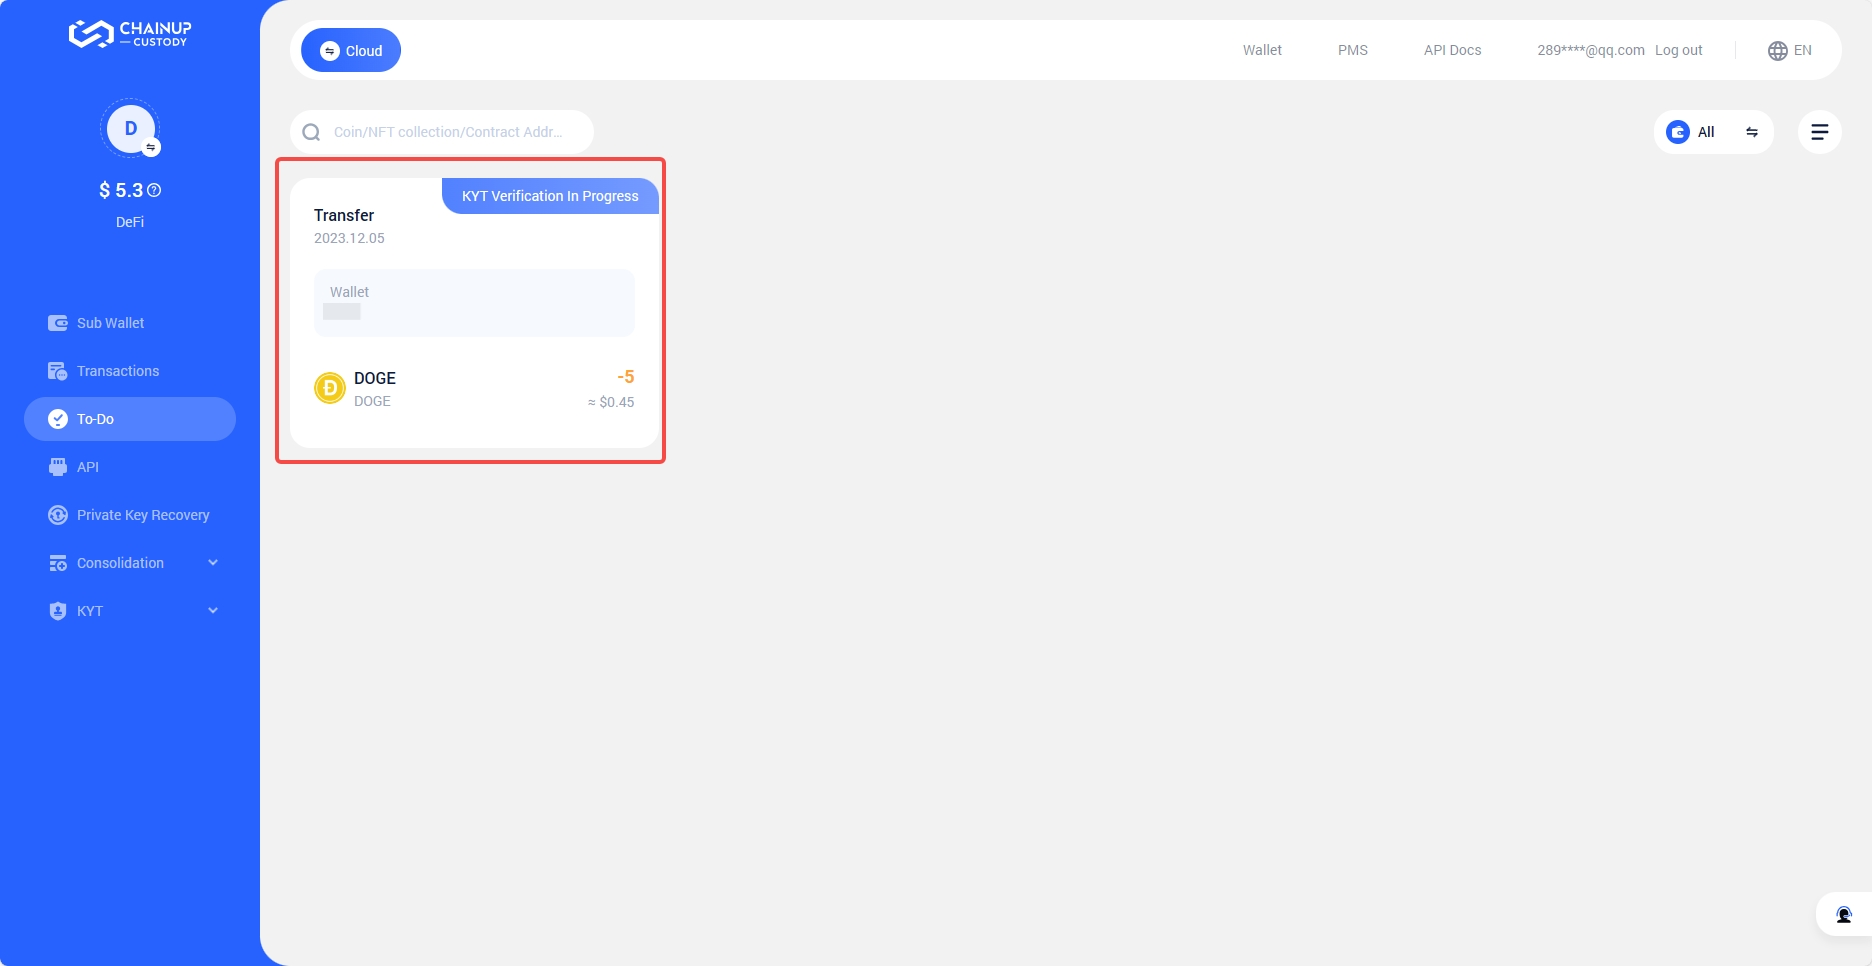 CHAINUP
CUSTODY
D
$ 5.3
DeFi
Sub Wallet
Transactions
To-Do
API
Private Key Recovery
Consolidation
KYT
Cloud
Wallet
PMS
API Docs
289****@qq.com Log out
EN
Coin/NFT collection/Contract Addr...
All
KYT Verification In Progress
Transfer
2023.12.05
Wallet
DOGE
-5
DOGE
≈ $0.45